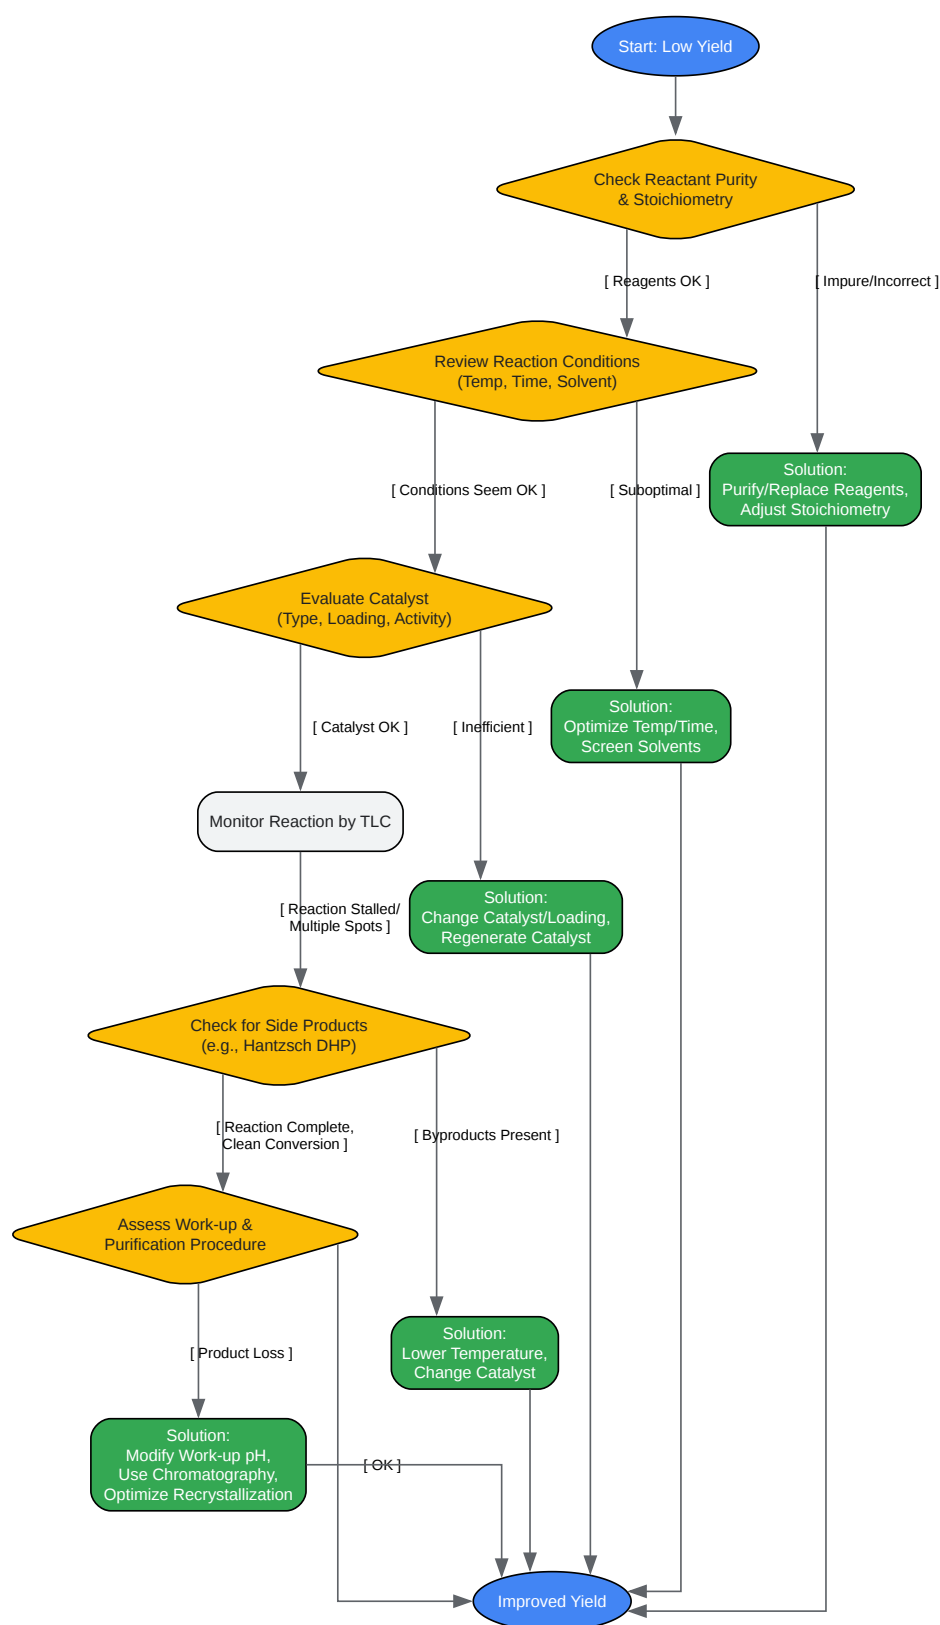 Start: Low Yield
Check Reactant Purity
& Stoichiometry
[ Reagents OK ]
[ Impure/Incorrect ]
Review Reaction Conditions
(Temp, Time, Solvent)
[ Conditions Seem OK ]
[ Suboptimal ]
Solution:
Purify/Replace Reagents,
Adjust Stoichiometry
Evaluate Catalyst
(Type, Loading, Activity)
[ Catalyst OK ]
[ Inefficient ]
Solution:
Optimize Temp/Time,
Screen Solvents
Monitor Reaction by TLC
[ Reaction Stalled/
Multiple Spots ]
Solution:
Change Catalyst/Loading,
Regenerate Catalyst
Check for Side Products
(e.g., Hantzsch DHP)
[ Reaction Complete,
Clean Conversion ]
[ Byproducts Present ]
Assess Work-up &
Purification Procedure
[ Product Loss ]
Solution:
Lower Temperature,
Change Catalyst
Solution:
Modify Work-up pH,
Use Chromatography,
Optimize Recrystallization
[ OK ]
Improved Yield